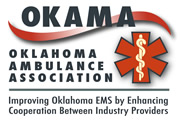 OKAMA
OKLAHOMA
AMBULANCE
ASSOCIATION
Improving Oklahoma EMS by Enhancing
Cooperation Between Industry Providers